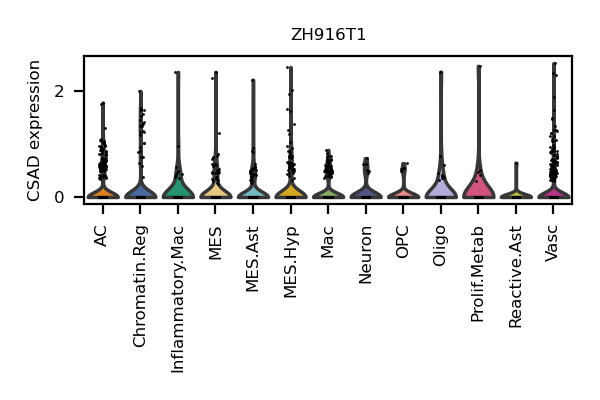 ZH916T1
CSAD expression
2
0
AC
Chromatin.Reg
Inflammatory.Mac
MES
MES.Ast
MES.Hyp
Mac
Neuron
OPC
Oligo
Prolif.Metab
Reactive.Ast
Vasc